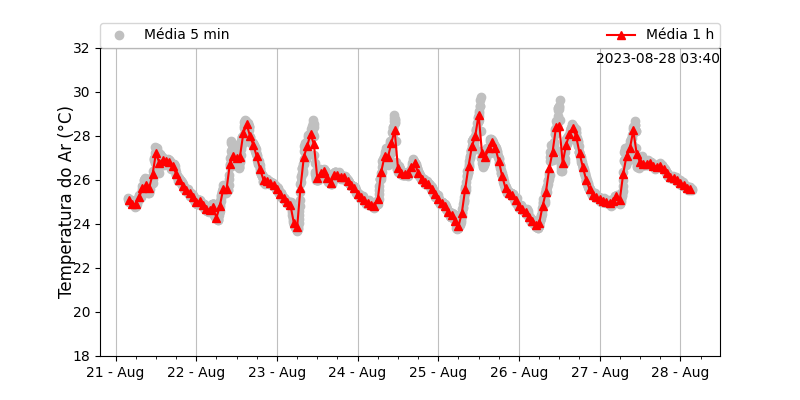 Média 5 min
Média 1 h
2023-08-28 03:40
Temperatura do Ar (°C)
32
30
28
26
24
22
20
18
21 - Aug
22 - Aug
23 - Aug
24 - Aug
25 - Aug
26 - Aug
27 - Aug
28 - Aug